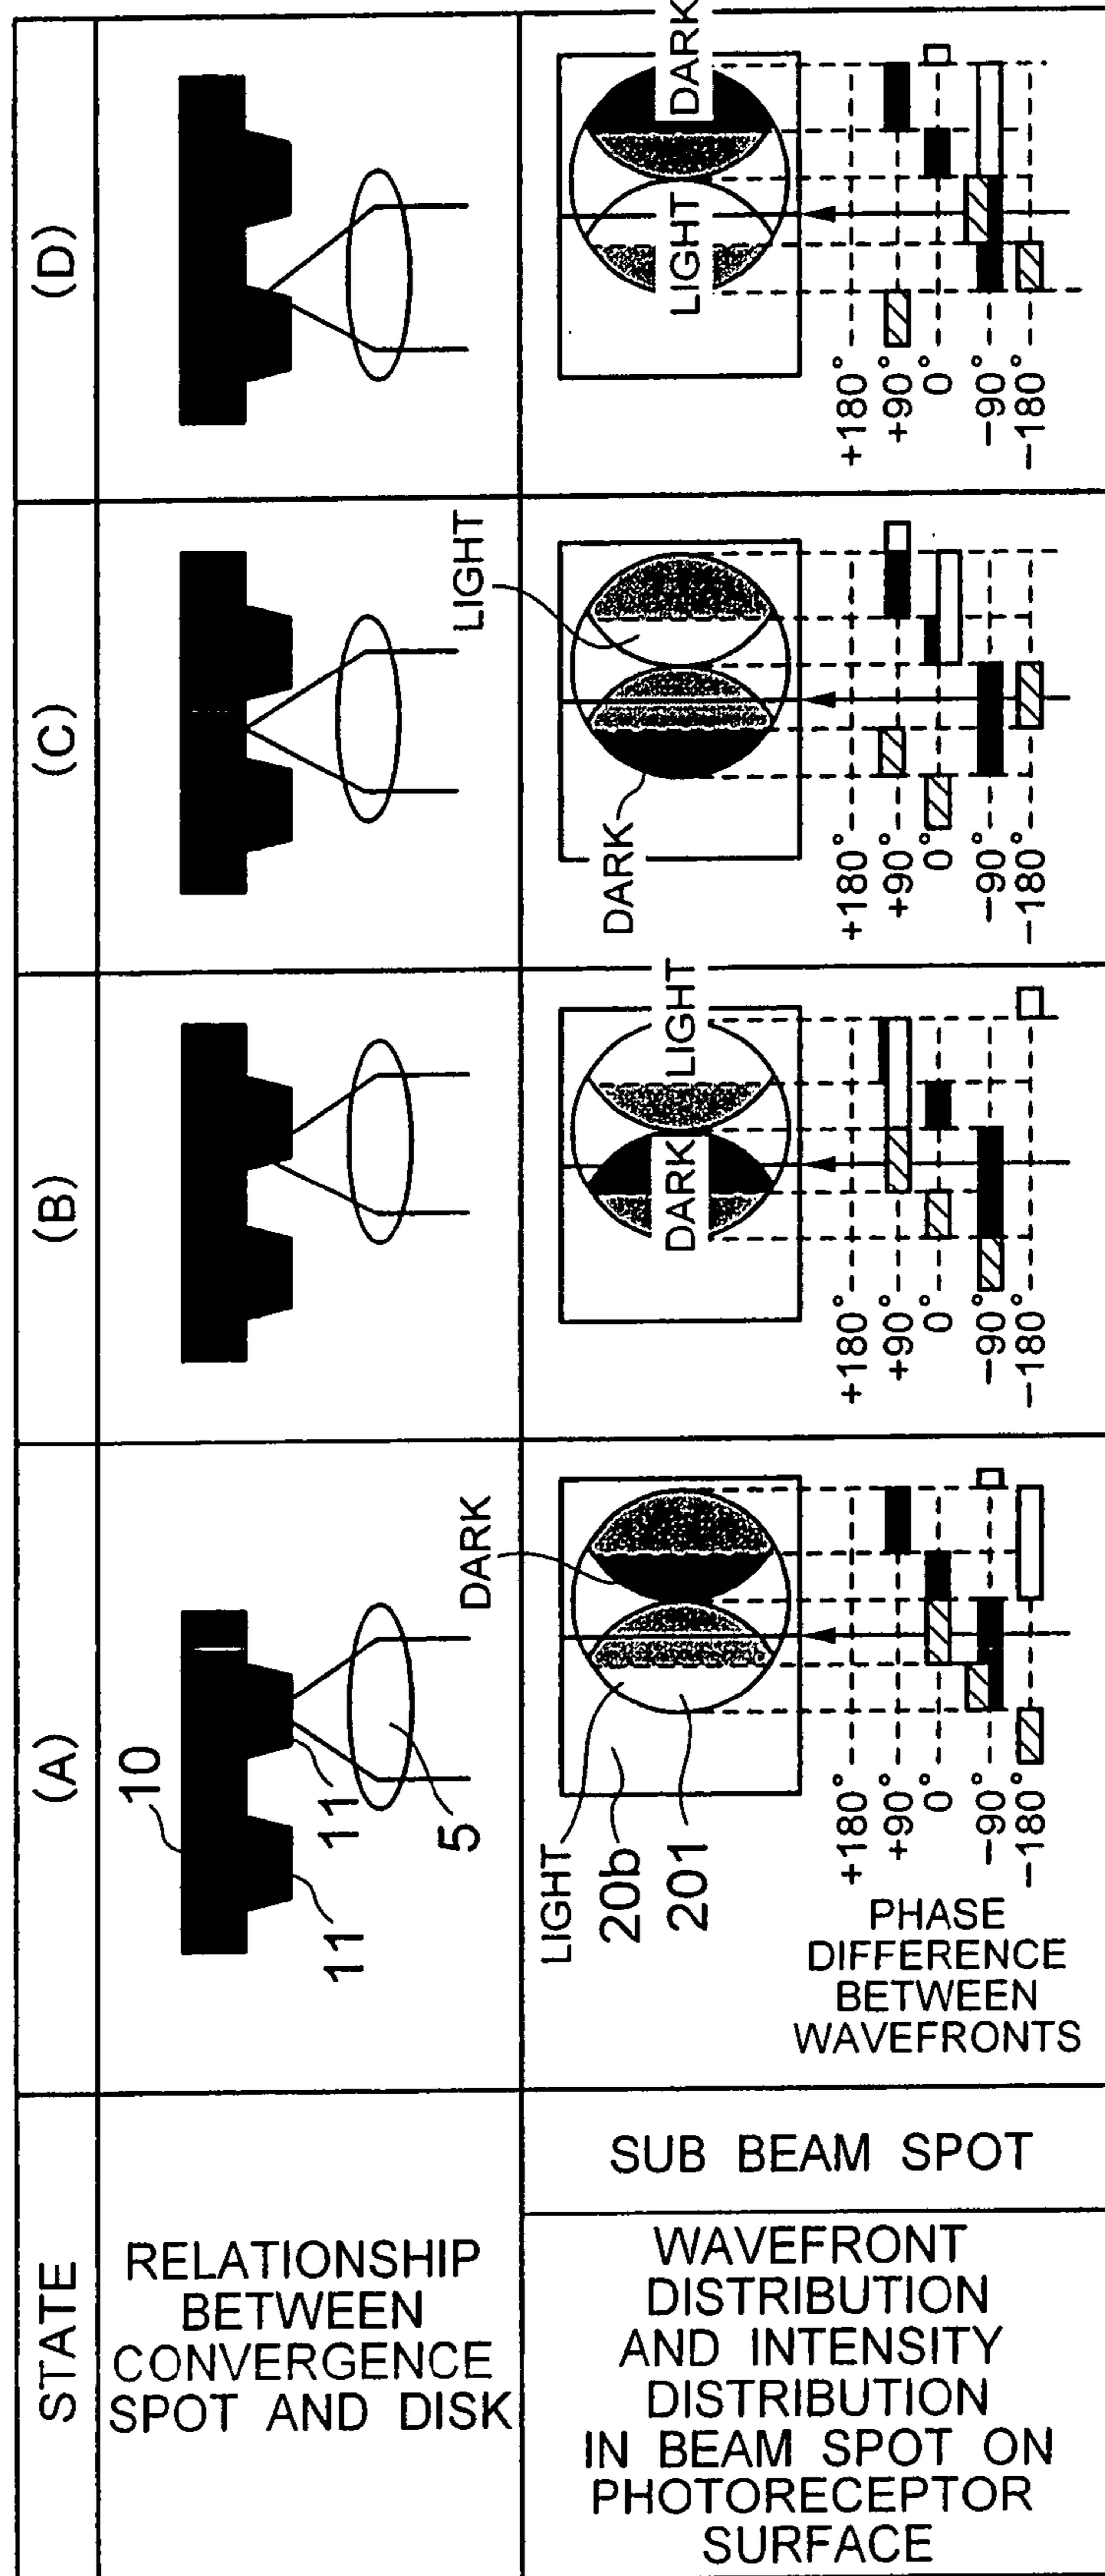 STATE
(A)
(B)
(C)
(D)
RELATIONSHIP
BETWEEN
CONVERGENCE
SPOT AND DISK
10
11
11
5
WAVEFRONT
DISTRIBUTION
AND INTENSITY
DISTRIBUTION
IN BEAM SPOT ON
PHOTORECEPTOR
SURFACE
SUB BEAM SPOT
LIGHT
20b
201
DARK
PHASE
DIFFERENCE
BETWEEN
WAVEFRONTS
+180°
+90°
0°
-90°
-180°
DARK
LIGHT
+180°
+90°
0°
-90°
-180°
DARK
LIGHT
+180°
+90°
0°
-90°
-180°
LIGHT
DARK
+180°
+90°
0°
-90°
-180°